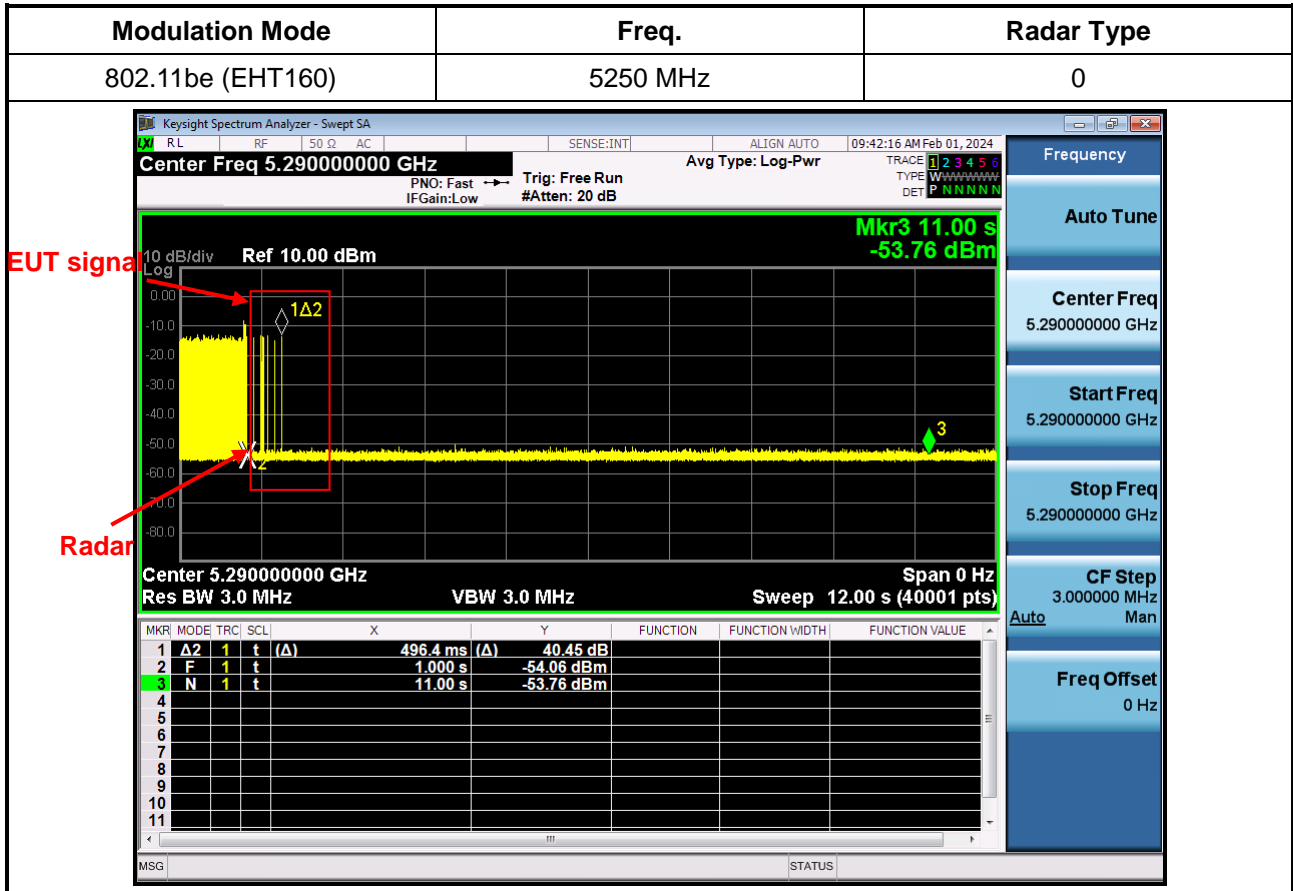 Modulation Mode Freq. Radar Type
802.11be (EHT160) 5250 MHz 0
Keysight Spectrum Analyzer - Swept SA
LXI RL RF 50 Ω AC SENSE:INT ALIGN AUTO 09:42:16 AM Feb 01, 2024
Center Freq 5.290000000 GHz Avg Type: Log-Pwr TRACE 1 2 3 4 5 6
PNO: Fast Trig: Free Run TYPE WWWWWW
IFGain:Low #Atten: 20 dB DET P N N N N N
Frequency
Auto Tune
Mkr3 11.00 s
-53.76 dBm
EUT signal
10 dB/div Ref 10.00 dBm
Log
0.00
-10.0
-20.0
-30.0
-40.0
-50.0
-60.0
-70.0
-80.0
1Δ2
2
3
Radar
Center Freq
5.290000000 GHz
Start Freq
5.290000000 GHz
Stop Freq
5.290000000 GHz
CF Step
3.000000 MHz
Auto Man
Freq Offset
0 Hz
Center 5.290000000 GHz Span 0 Hz
Res BW 3.0 MHz VBW 3.0 MHz Sweep 12.00 s (40001 pts)
MKR MODE TRC SCL X Y FUNCTION FUNCTION WIDTH FUNCTION VALUE
1 Δ2 1 t (Δ) 496.4 ms (Δ) 40.45 dB
2 F 1 t 1.000 s -54.06 dBm
3 N 1 t 11.00 s -53.76 dBm
4
5
6
7
8
9
10
11
MSG STATUS